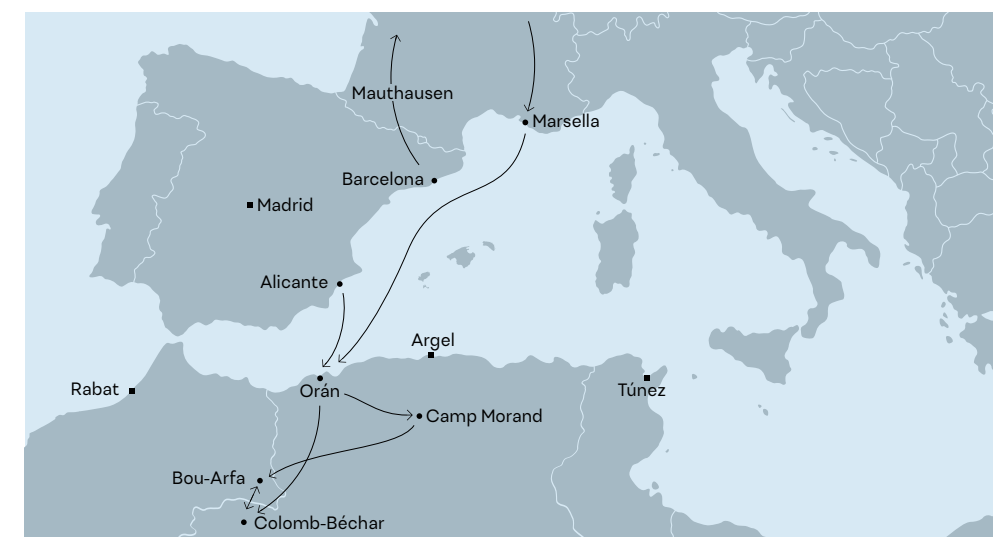 Mauthausen
Marsella
Barcelona
Madrid
Alicante
Argel
Rabat
Orán
Túnez
Camp Morand
Bou-Arfa
Colomb-Béchar